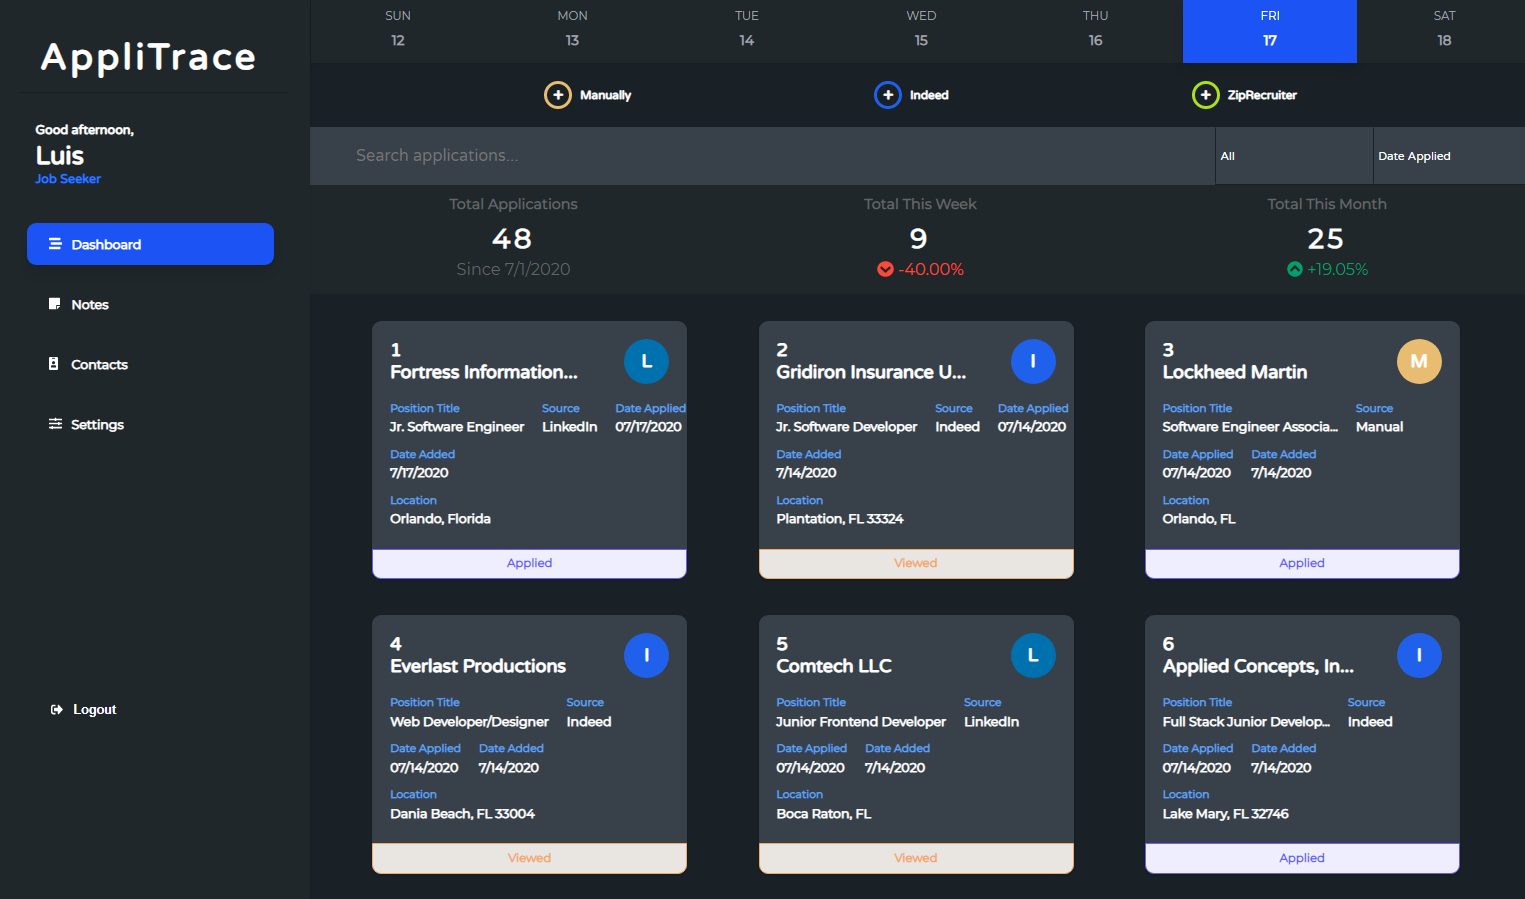 AppliTrace
Good afternoon,
Luis
Job Seeker
Dashboard
Notes
Contacts
Settings
Logout
SUN MON TUE WED THU FRI SAT
12 13 14 15 16 17 18
Manually Indeed ZipRecruiter
Search applications... All Date Applied
Total Applications Total This Week Total This Month
48 9 25
Since 7/1/2020 -40.00% +19.05%
1
Fortress Information...
L
Position Title Source Date Applied
Jr. Software Engineer LinkedIn 07/17/2020
Date Added
7/17/2020
Location
Orlando, Florida
Applied
2
Gridiron Insurance U...
I
Position Title Source Date Applied
Jr. Software Developer Indeed 07/14/2020
Date Added
7/14/2020
Location
Plantation, FL 33324
Viewed
3
Lockheed Martin
M
Position Title Source
Software Engineer Associa... Manual
Date Applied Date Added
07/14/2020 7/14/2020
Location
Orlando, FL
Applied
4
Everlast Productions
I
Position Title Source
Web Developer/Designer Indeed
Date Applied Date Added
07/14/2020 7/14/2020
Location
Dania Beach, FL 33004
Viewed
5
Comtech LLC
L
Position Title Source
Junior Frontend Developer LinkedIn
Date Applied Date Added
07/14/2020 7/14/2020
Location
Boca Raton, FL
Viewed
6
Applied Concepts, In...
I
Position Title Source
Full Stack Junior Develop... Indeed
Date Applied Date Added
07/14/2020 7/14/2020
Location
Lake Mary, FL 32746
Applied